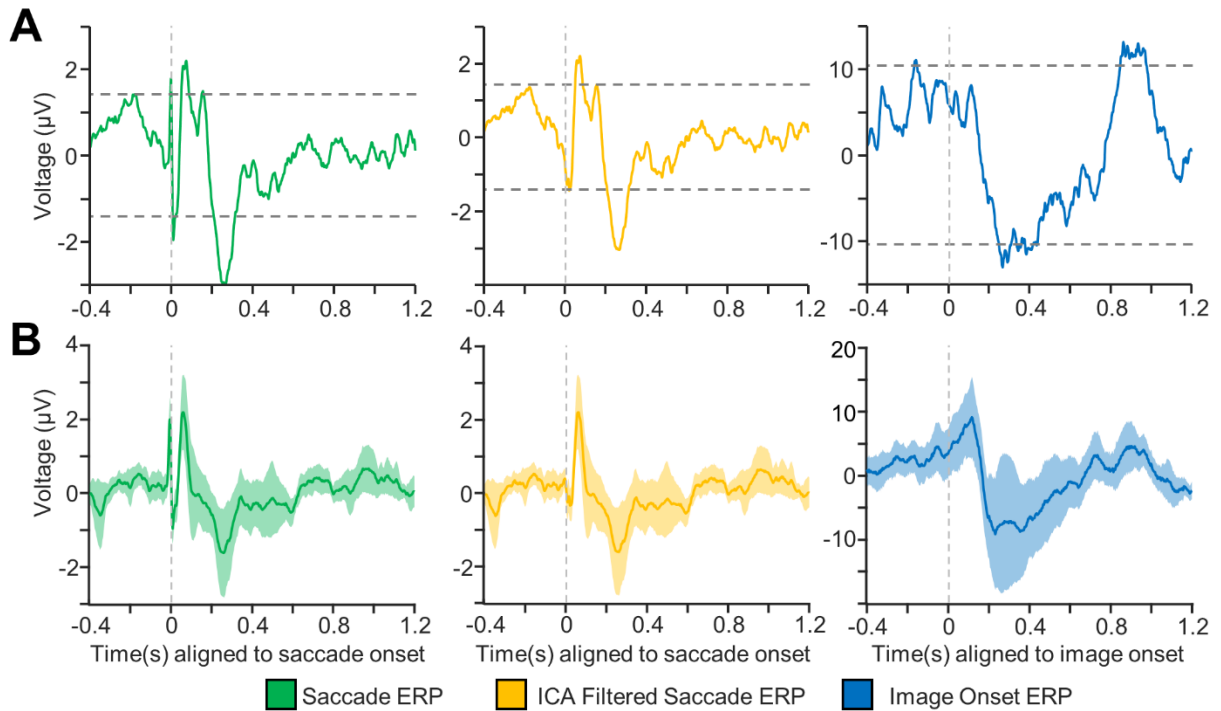 A
Voltage (µV)
2
0
-2
-0.4 0 0.4 0.8 1.2
2
0
-2
-0.4 0 0.4 0.8 1.2
10
0
-10
-0.4 0 0.4 0.8 1.2
B
Voltage (µV)
4
2
0
-2
-0.4 0 0.4 0.8 1.2
Time(s) aligned to saccade onset
4
2
0
-2
-0.4 0 0.4 0.8 1.2
Time(s) aligned to saccade onset
20
10
0
-10
-0.4 0 0.4 0.8 1.2
Time(s) aligned to image onset
Saccade ERP ICA Filtered Saccade ERP Image Onset ERP